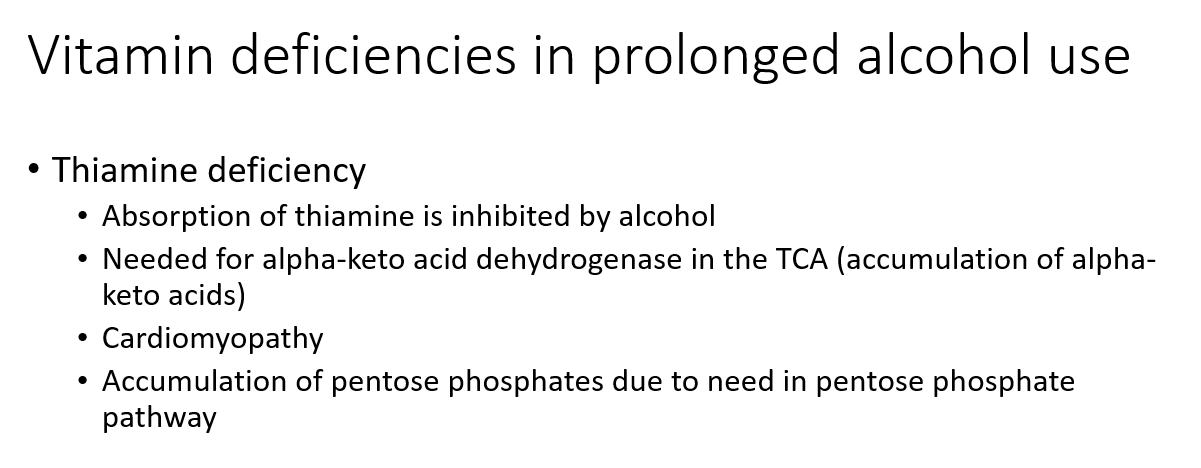 Vitamin deficiencies in prolonged alcohol use
• Thiamine deficiency
• Absorption of thiamine is inhibited by alcohol
• Needed for alpha-keto acid dehydrogenase in the TCA (accumulation of alpha-
keto acids)
• Cardiomyopathy
• Accumulation of pentose phosphates due to need in pentose phosphate
pathway